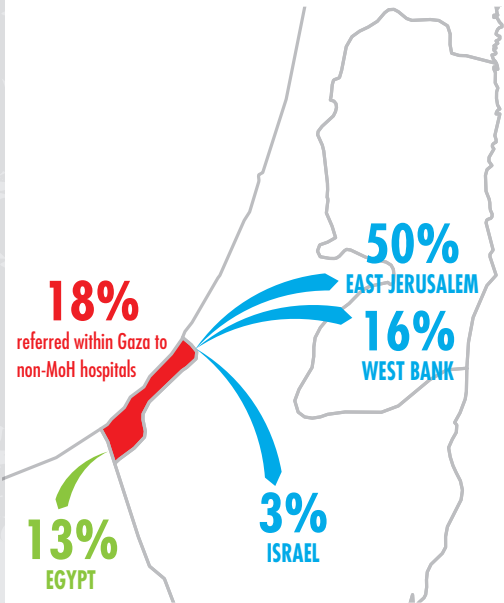 50%
EAST JERUSALEM
18%
referred within Gaza to
non-MoH hospitals
16%
WEST BANK
3%
ISRAEL
13%
EGYPT